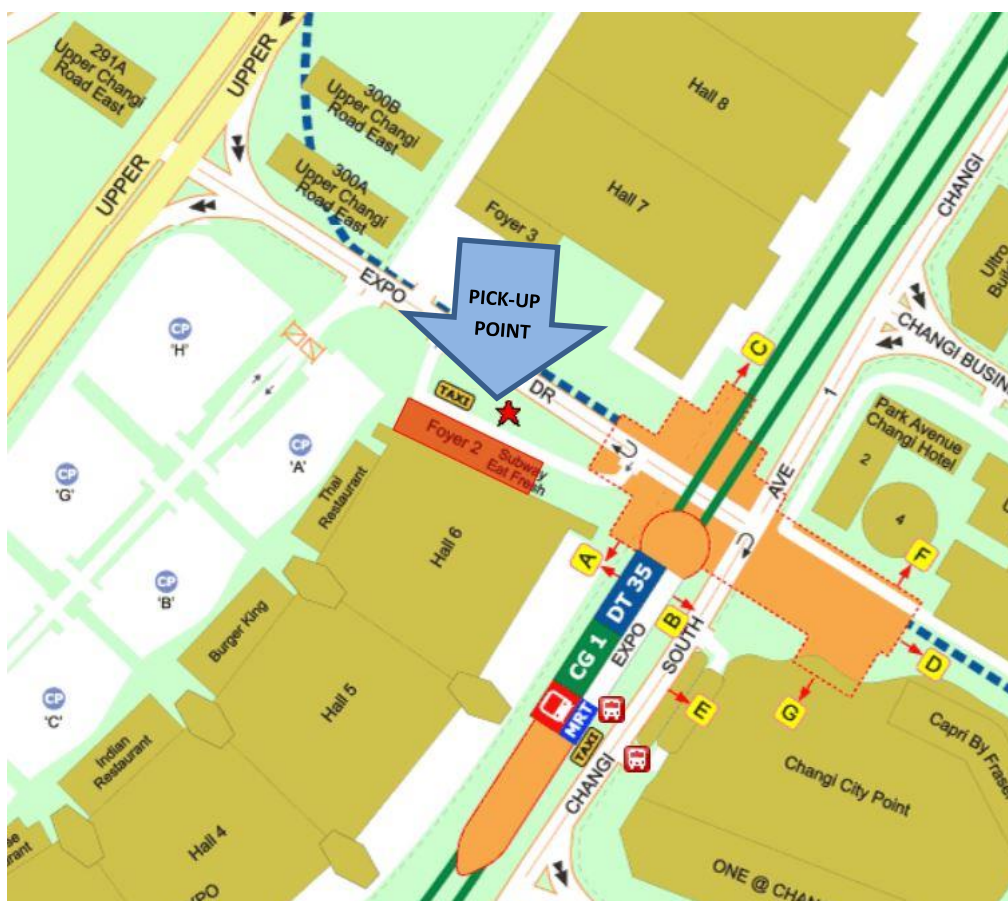 291A
Upper Changi
Road East
UPPER
UPPER
300B
Upper Changi
Road East
300A
Upper Changi
Road East
Hall 8
Hall 7
Foyer 3
CHANGI
EXPO
PICK-UP
POINT
DR
C
1
CHANGI BUSIN
Park Avenue
Changi Hotel
2
4
AVE
CP
'H'
TAXI
Foyer 2
Subway
Eat Fresh
CP
'A'
CP
'G'
Thai
Restaurant
Hall 6
A
DT 35
F
CP
'B'
Burger King
B
CG 1
EXPO
SOUTH
D
CP
'C'
Hall 5
MRT
E
G
Indian
Restaurant
TAXI
CHANGI
Changi City Point
Capri By Fraser
Hall 4
ONE @ CHAN